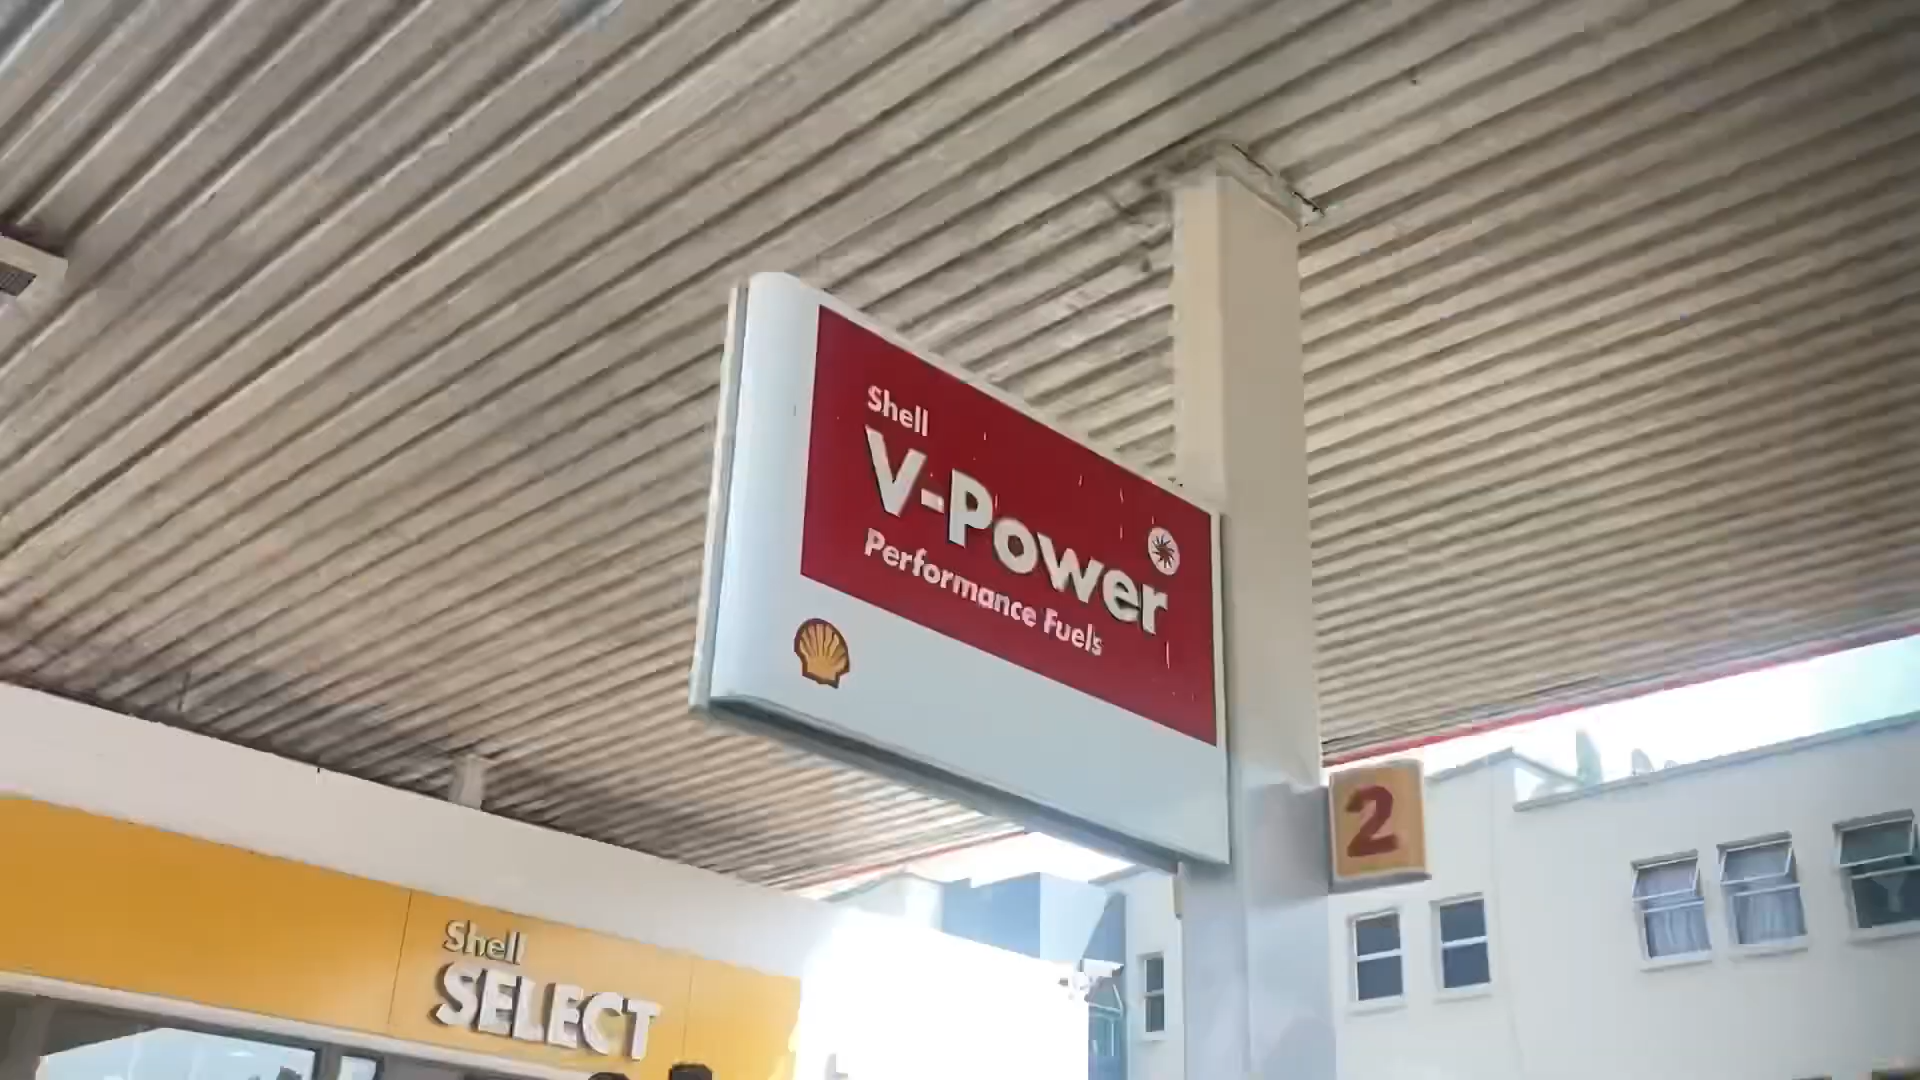 Shell
V-Power
Performance Fuels
2
Shell
SELECT